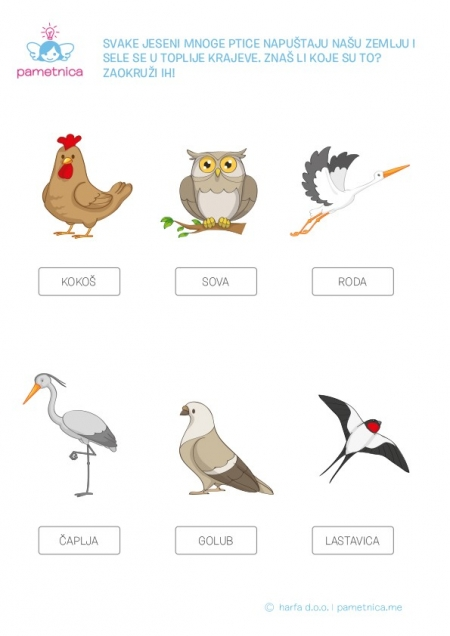 SVAKE JESENI MNOGE PTICE NAPUŠTAJU NAŠU ZEMLJU I
SELE SE U TOPLIJE KRAJEVE. ZNAŠ LI KOJE SU TO?
ZAOKRUŽI IH!
pametnica
KOKOŠ
SOVA
RODA
ČAPLJA
GOLUB
LASTAVICA
© harfa d.o.o. I pametnica.me